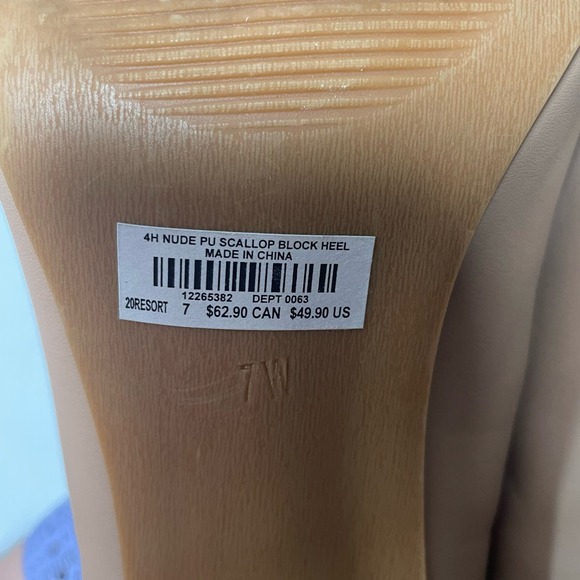 4H NUDE PU SCALLOP BLOCK HEEL
MADE IN CHINA
12265382 DEPT 0063
20RESORT 7 $62.90 CAN $49.90 US
7W